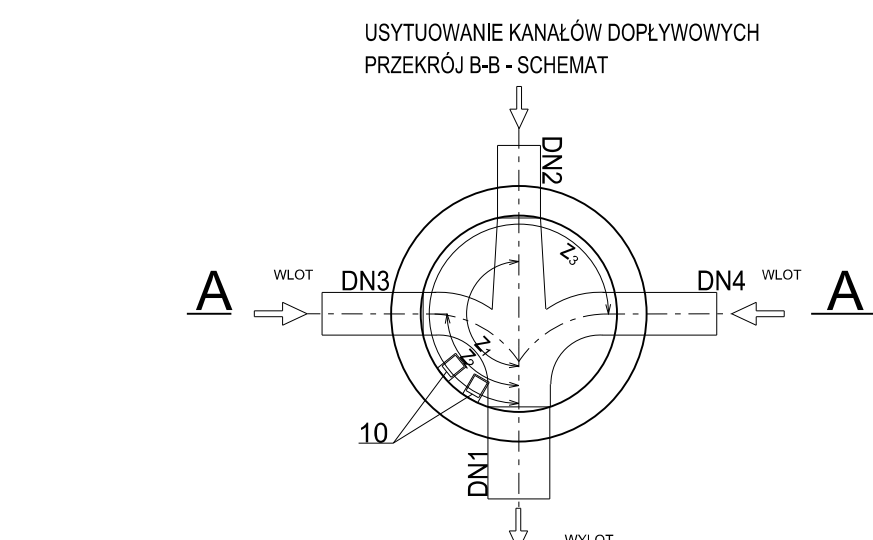 USYTUOWANIE KANAŁÓW DOPŁYWOWYCH
PRZEKRÓJ B-B - SCHEMAT
DN2
Z3
A
WLOT
DN3
DN4
WLOT
A
Z1
Z2
10
DN1
WYLOT